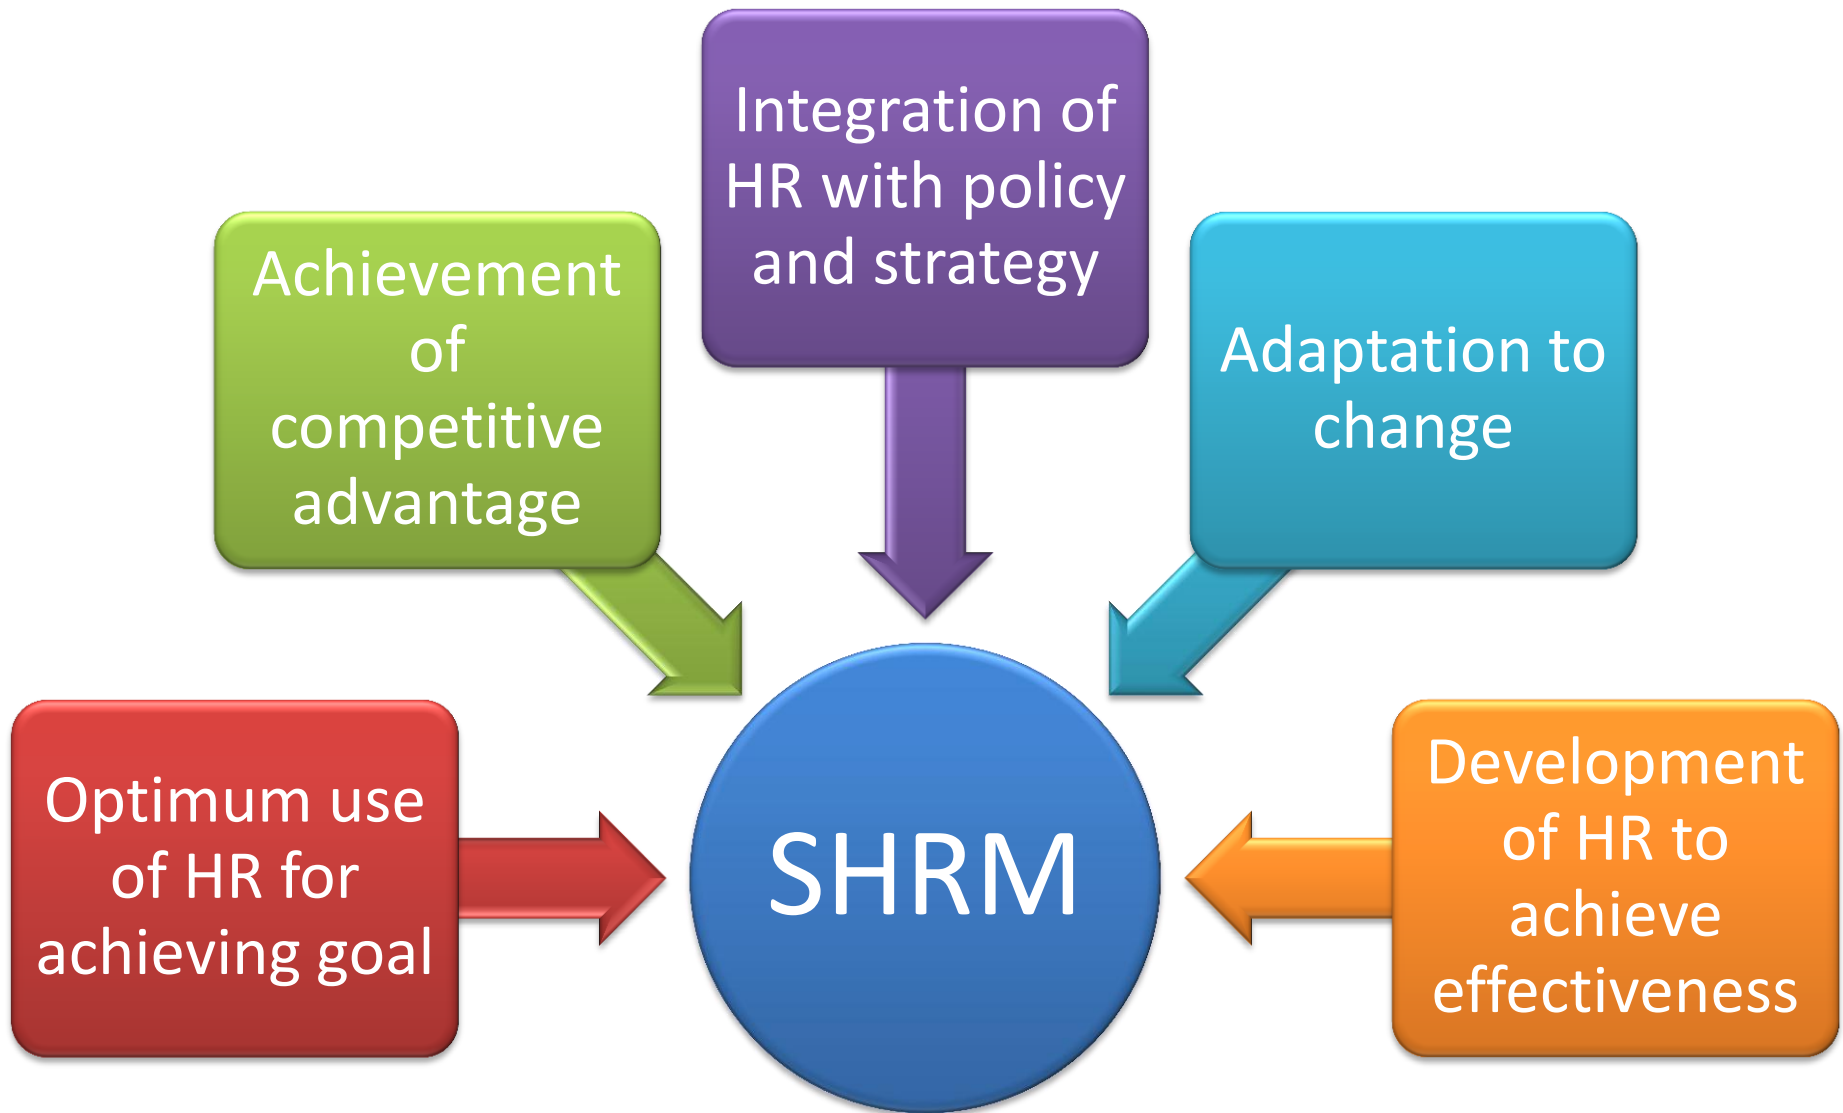 Integration of
HR with policy
and strategy
Achievement
of
competitive
advantage
Adaptation to
change
Optimum use
of HR for
achieving goal
SHRM
Development
of HR to
achieve
effectiveness